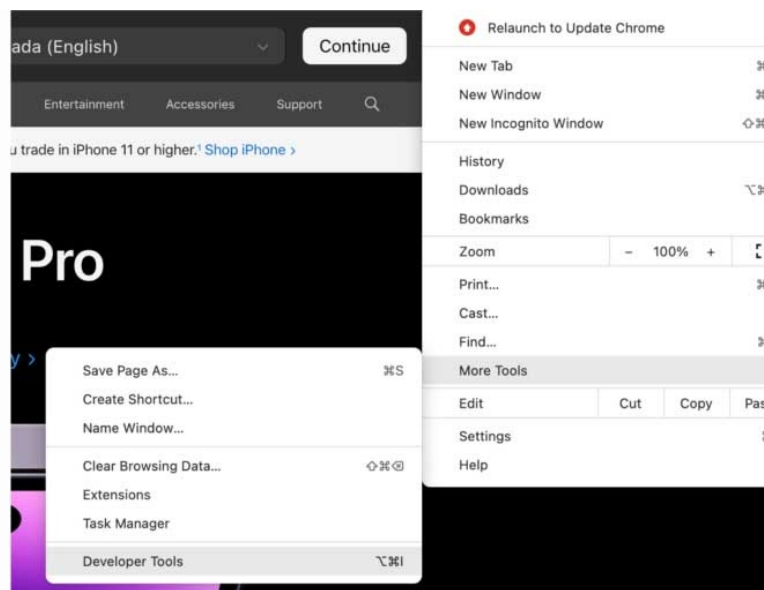 ada (English)
Continue
Entertainment Accessories Support
u trade in iPhone 11 or higher.¹ Shop iPhone >
Pro
y >
Relaunch to Update Chrome
New Tab ⌘
New Window ⌘
New Incognito Window ⇧⌘
History
Downloads ⌥⌘
Bookmarks
Zoom − 100% +
Print... ⌘
Cast...
Find... ⌘
More Tools
Edit Cut Copy Pas
Settings
Help
Save Page As... ⌘S
Create Shortcut...
Name Window...
Clear Browsing Data... ⇧⌘⌫
Extensions
Task Manager
Developer Tools ⌥⌘I